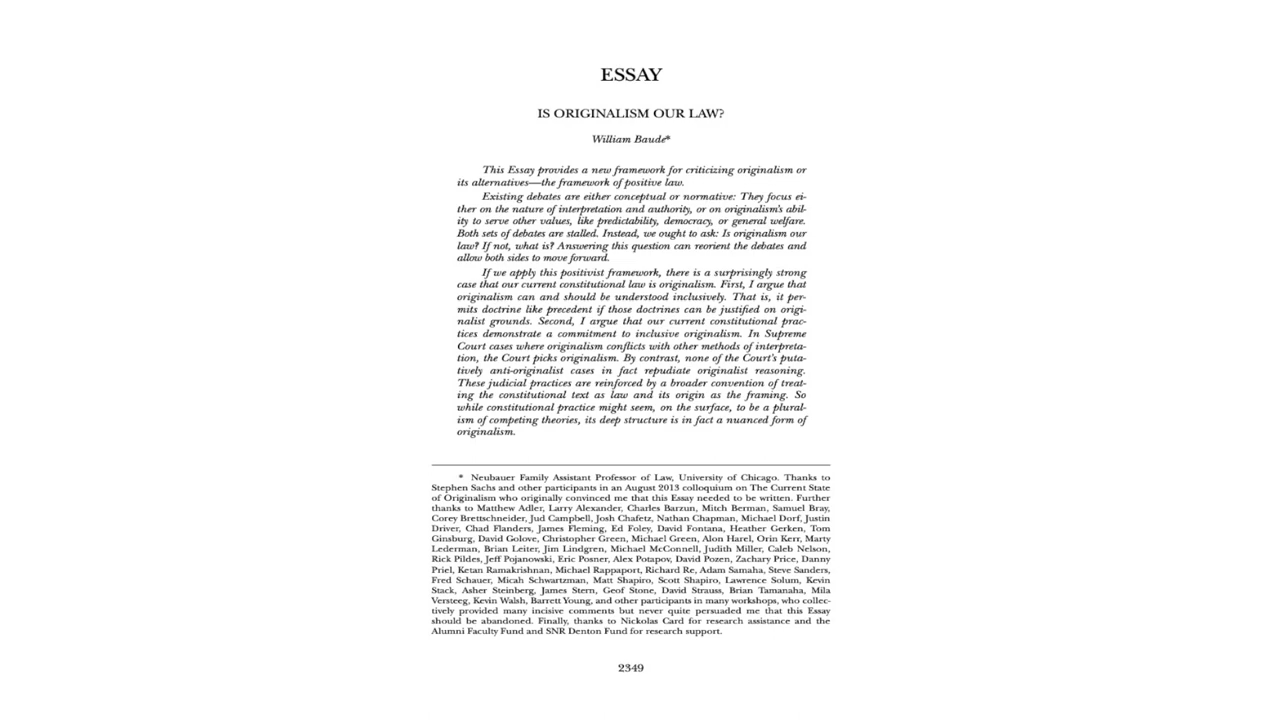 ESSAY
IS ORIGINALISM OUR LAW?
William Baude*
This Essay provides a new framework for criticizing originalism or
its alternatives—the framework of positive law.
Existing debates are either conceptual or normative: They focus ei-
ther on the nature of interpretation and authority, or on originalism's abil-
ity to serve other values, like predictability, democracy, or general welfare.
Both sets of debates are stalled. Instead, we ought to ask: Is originalism our
law? If not, what is? Answering this question can reorient the debates and
allow both sides to move forward.
If we apply this positivist framework, there is a surprisingly strong
case that our current constitutional law is originalism. First, I argue that
originalism can and should be understood inclusively. That is, it per-
mits doctrine like precedent if those doctrines can be justified on origi-
nalist grounds. Second, I argue that our current constitutional prac-
tices demonstrate a commitment to inclusive originalism. In Supreme
Court cases where originalism conflicts with other methods of interpreta-
tion, the Court picks originalism. By contrast, none of the Court's puta-
tively anti-originalist cases in fact repudiate originalist reasoning.
These judicial practices are reinforced by a broader convention of treat-
ing the constitutional text as law and its origin as the framing. So
while constitutional practice might seem, on the surface, to be a plural-
ism of competing theories, its deep structure is in fact a nuanced form of
originalism.
* Neubauer Family Assistant Professor of Law, University of Chicago. Thanks to
Stephen Sachs and other participants in an August 2013 colloquium on The Current State
of Originalism who originally convinced me that this Essay needed to be written. Further
thanks to Matthew Adler, Larry Alexander, Charles Barzun, Mitch Berman, Samuel Bray,
Corey Brettschneider, Jud Campbell, Josh Chafetz, Nathan Chapman, Michael Dorf, Justin
Driver, Chad Flanders, James Fleming, Ed Foley, David Fontana, Heather Gerken, Tom
Ginsburg, David Golove, Christopher Green, Michael Green, Alon Harel, Orin Kerr, Marty
Lederman, Brian Leiter, Jim Lindgren, Michael McConnell, Judith Miller, Caleb Nelson,
Rick Pildes, Jeff Pojanowski, Eric Posner, Alex Potapov, David Pozen, Zachary Price, Danny
Priel, Ketan Ramakrishnan, Michael Rappaport, Richard Re, Adam Samaha, Steve Sanders,
Fred Schauer, Micah Schwartzman, Matt Shapiro, Scott Shapiro, Lawrence Solum, Kevin
Stack, Asher Steinberg, James Stern, Geof Stone, David Strauss, Brian Tamanaha, Mila
Versteeg, Kevin Walsh, Barrett Young, and other participants in many workshops, who collec-
tively provided many incisive comments but never quite persuaded me that this Essay
should be abandoned. Finally, thanks to Nickolas Card for research assistance and the
Alumni Faculty Fund and SNR Denton Fund for research support.
2349